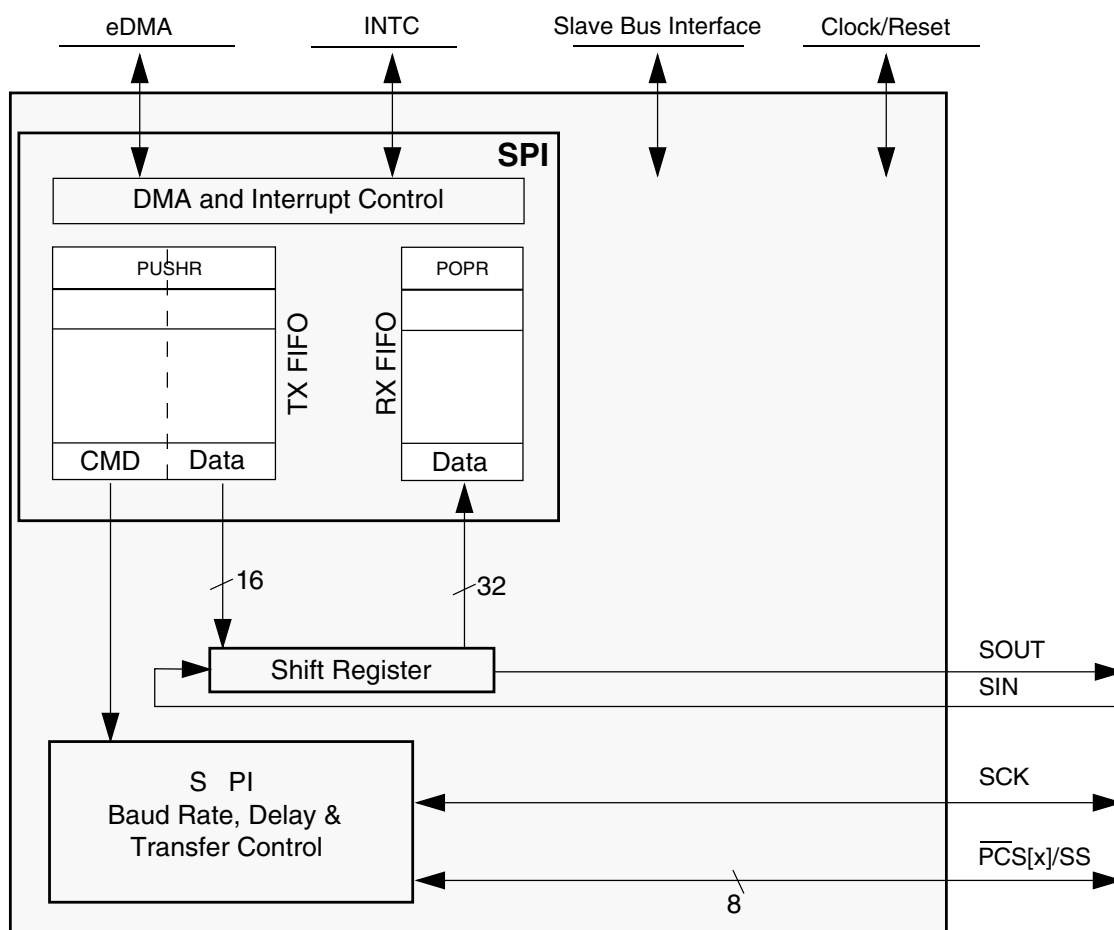 eDMA
INTC
Slave Bus Interface
Clock/Reset
SPI
DMA and Interrupt Control
PUSHR
POPR
TX FIFO
RX FIFO
CMD
Data
Data
16
32
Shift Register
SOUT
SIN
S PI
Baud Rate, Delay &
Transfer Control
SCK
PCS[x]/SS
8